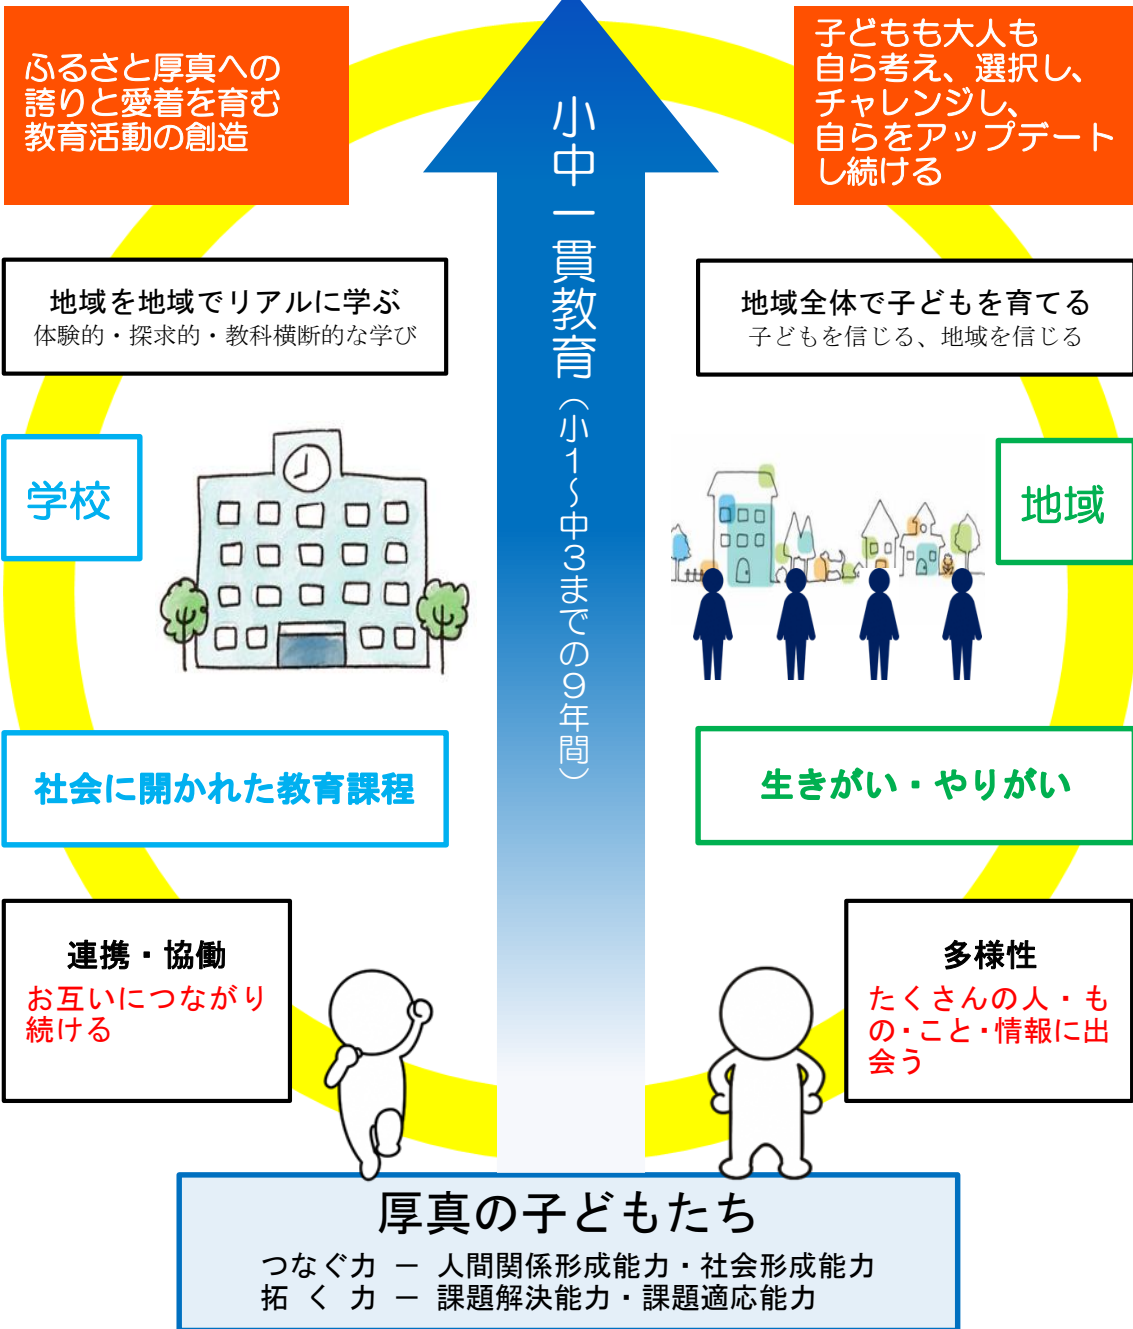 ふるさと厚真への
誇りと愛着を育む
教育活動の創造
子どもも大人も
自ら考え、選択し、
チャレンジし、
自らをアップデート
し続ける
小中一貫教育（小１～中３までの９年間）
地域を地域でリアルに学ぶ
体験的・探求的・教科横断的な学び
地域全体で子どもを育てる
子どもを信じる、地域を信じる
学校
地域
社会に開かれた教育課程
生きがい・やりがい
連携・協働
お互いにつながり
続ける
多様性
たくさんの人・も
の・こと・情報に出
会う
厚真の子どもたち
つなぐ力 － 人間関係形成能力・社会形成能力
拓 く 力 － 課題解決能力・課題適応能力